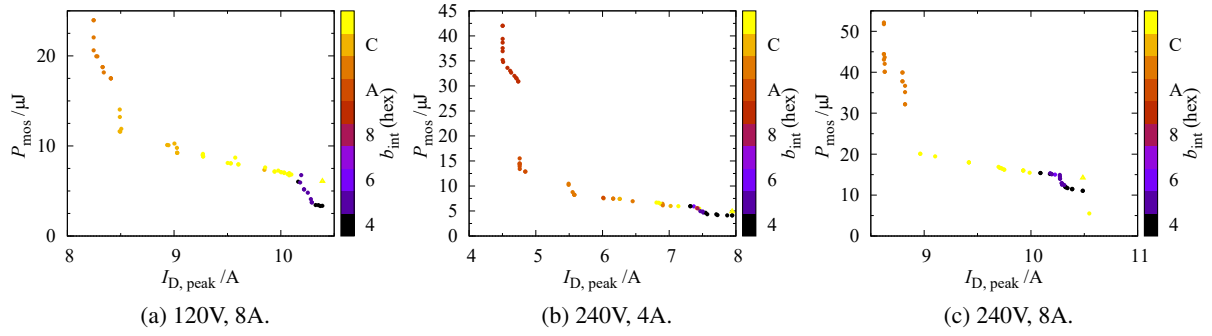 25
20
15
10
5
0
8
9
10
P_mos /μJ
I_D, peak /A
C
A
8
6
4
b_int (hex)
(a) 120V, 8A.
45
40
35
30
25
20
15
10
5
0
4
5
6
7
8
P_mos /μJ
I_D, peak /A
C
A
8
6
4
b_int (hex)
(b) 240V, 4A.
50
40
30
20
10
0
9
10
11
P_mos /μJ
I_D, peak /A
C
A
8
6
4
b_int (hex)
(c) 240V, 8A.